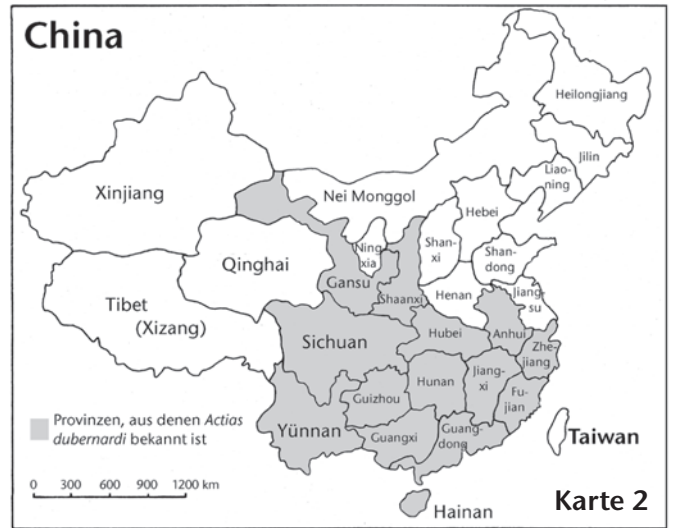 China
Heilongjiang
Jilin
Liao-
ning
Xinjiang
Nei Monggol
Hebei
Shan-
xi
Ning
xia
Shan-
dong
Qinghai
Gansu
Shaanxi
Henan
Jiang-
su
Tibet
(Xizang)
Sichuan
Hubei
Anhui
Zhe-
jiang
Hunan
Jiang-
xi
Guizhou
Fu-
jian
Yünnan
Guangxi
Guang-
dong
Taiwan
Hainan
Provinzen, aus denen Actias
dubernardi bekannt ist
0 300 600 900 1200 km
Karte 2